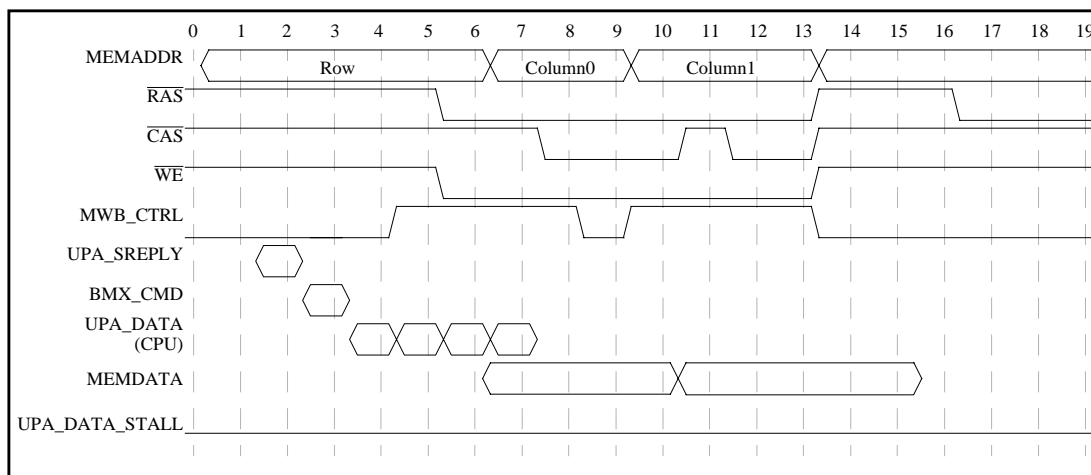 0 1 2 3 4 5 6 7 8 9 10 11 12 13 14 15 16 17 18 19
MEMADDR Row Column0 Column1
RAS
CAS
WE
MWB_CTRL
UPA_SREPLY
BMX_CMD
UPA_DATA
(CPU)
MEMDATA
UPA_DATA_STALL